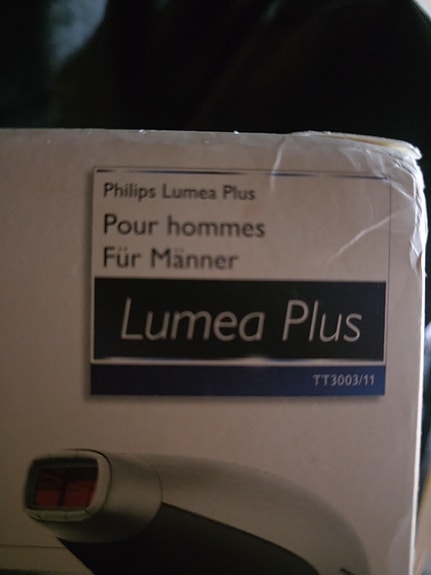 Philips Lumea Plus
Pour hommes
Für Männer
Lumea Plus
TT3003/11